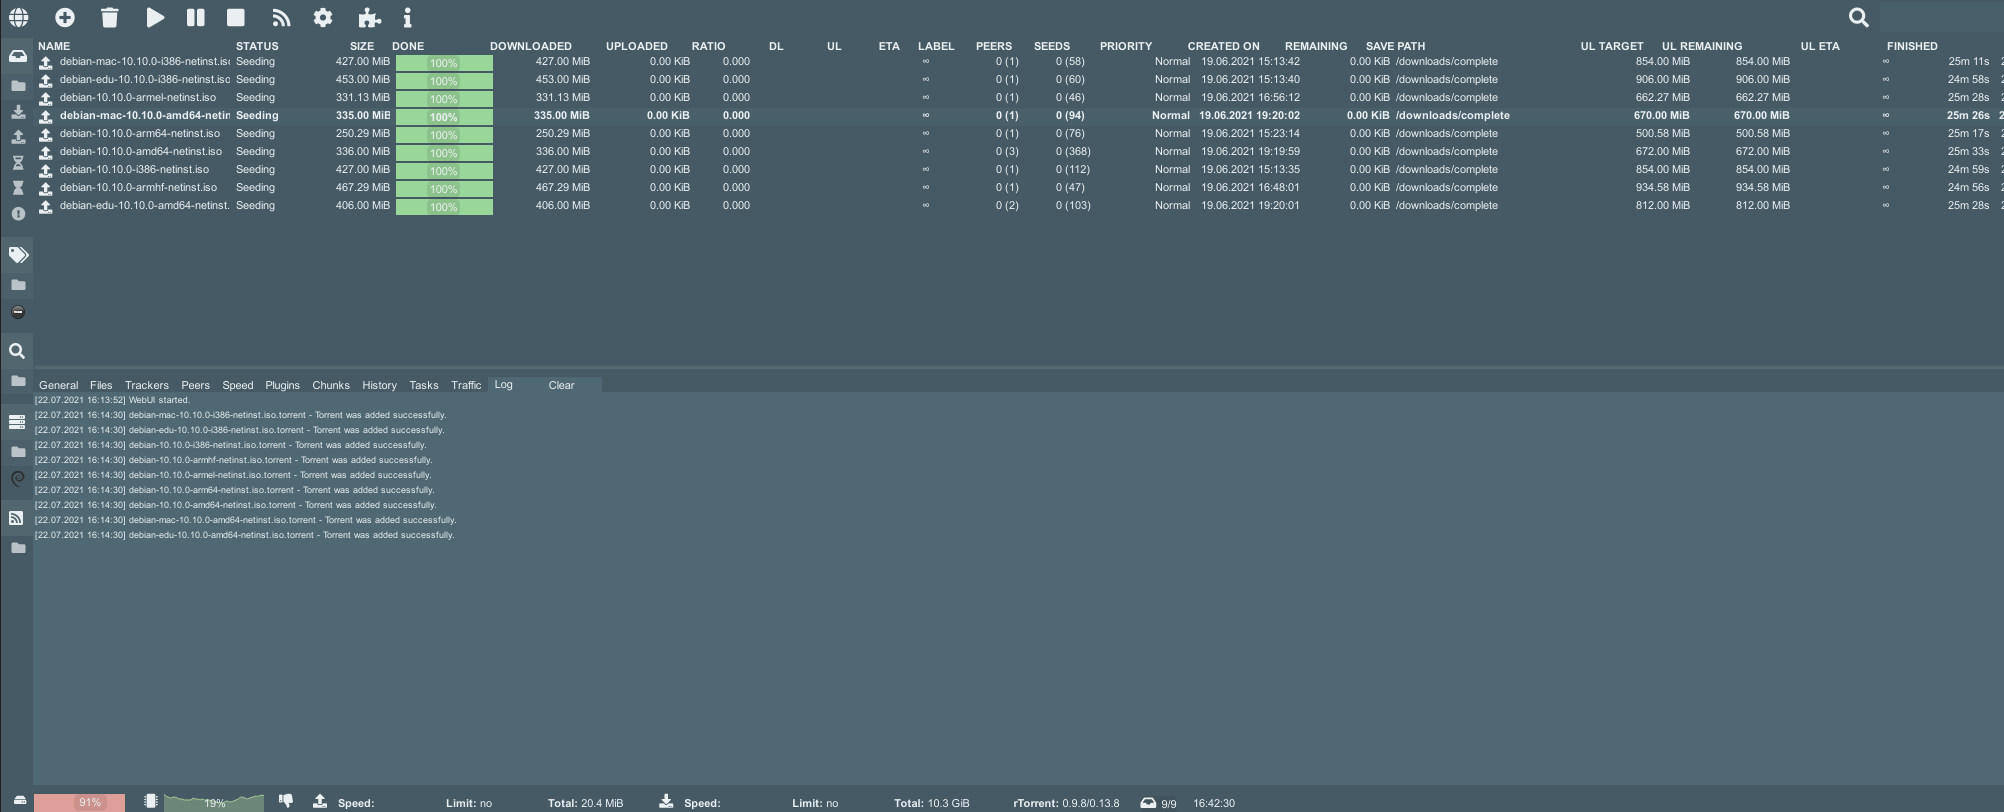 NAME STATUS SIZE DONE DOWNLOADED UPLOADED RATIO DL UL ETA LABEL PEERS SEEDS PRIORITY CREATED ON REMAINING SAVE PATH UL TARGET UL REMAINING UL ETA FINISHED
debian-mac-10.10.0-i386-netinst.isc Seeding 427.00 MiB 100% 427.00 MiB 0.00 KiB 0.000 ∞ 0 (1) 0 (58) Normal 19.06.2021 15:13:42 0.00 KiB /downloads/complete 854.00 MiB 854.00 MiB ∞ 25m 11s 2
debian-edu-10.10.0-i386-netinst.isc Seeding 453.00 MiB 100% 453.00 MiB 0.00 KiB 0.000 ∞ 0 (1) 0 (60) Normal 19.06.2021 15:13:40 0.00 KiB /downloads/complete 906.00 MiB 906.00 MiB ∞ 24m 58s 2
debian-10.10.0-armel-netinst.iso Seeding 331.13 MiB 100% 331.13 MiB 0.00 KiB 0.000 ∞ 0 (1) 0 (46) Normal 19.06.2021 16:56:12 0.00 KiB /downloads/complete 662.27 MiB 662.27 MiB ∞ 25m 28s 2
debian-mac-10.10.0-amd64-netin Seeding 335.00 MiB 100% 335.00 MiB 0.00 KiB 0.000 ∞ 0 (1) 0 (94) Normal 19.06.2021 19:20:02 0.00 KiB /downloads/complete 670.00 MiB 670.00 MiB ∞ 25m 26s 2
debian-10.10.0-arm64-netinst.iso Seeding 250.29 MiB 100% 250.29 MiB 0.00 KiB 0.000 ∞ 0 (1) 0 (76) Normal 19.06.2021 15:23:14 0.00 KiB /downloads/complete 500.58 MiB 500.58 MiB ∞ 25m 17s 2
debian-10.10.0-amd64-netinst.iso Seeding 336.00 MiB 100% 336.00 MiB 0.00 KiB 0.000 ∞ 0 (3) 0 (368) Normal 19.06.2021 19:19:59 0.00 KiB /downloads/complete 672.00 MiB 672.00 MiB ∞ 25m 33s 2
debian-10.10.0-i386-netinst.iso Seeding 427.00 MiB 100% 427.00 MiB 0.00 KiB 0.000 ∞ 0 (1) 0 (112) Normal 19.06.2021 15:13:35 0.00 KiB /downloads/complete 854.00 MiB 854.00 MiB ∞ 24m 59s 2
debian-10.10.0-armhf-netinst.iso Seeding 467.29 MiB 100% 467.29 MiB 0.00 KiB 0.000 ∞ 0 (1) 0 (47) Normal 19.06.2021 16:48:01 0.00 KiB /downloads/complete 934.58 MiB 934.58 MiB ∞ 24m 56s 2
debian-edu-10.10.0-amd64-netinst. Seeding 406.00 MiB 100% 406.00 MiB 0.00 KiB 0.000 ∞ 0 (2) 0 (103) Normal 19.06.2021 19:20:01 0.00 KiB /downloads/complete 812.00 MiB 812.00 MiB ∞ 25m 28s 2
General Files Trackers Peers Speed Plugins Chunks History Tasks Traffic Log Clear
[22.07.2021 16:13:52] WebUI started.
[22.07.2021 16:14:30] debian-mac-10.10.0-i386-netinst.iso.torrent - Torrent was added successfully.
[22.07.2021 16:14:30] debian-edu-10.10.0-i386-netinst.iso.torrent - Torrent was added successfully.
[22.07.2021 16:14:30] debian-10.10.0-i386-netinst.iso.torrent - Torrent was added successfully.
[22.07.2021 16:14:30] debian-10.10.0-armhf-netinst.iso.torrent - Torrent was added successfully.
[22.07.2021 16:14:30] debian-10.10.0-armel-netinst.iso.torrent - Torrent was added successfully.
[22.07.2021 16:14:30] debian-10.10.0-arm64-netinst.iso.torrent - Torrent was added successfully.
[22.07.2021 16:14:30] debian-10.10.0-amd64-netinst.iso.torrent - Torrent was added successfully.
[22.07.2021 16:14:30] debian-mac-10.10.0-amd64-netinst.iso.torrent - Torrent was added successfully.
[22.07.2021 16:14:30] debian-edu-10.10.0-amd64-netinst.iso.torrent - Torrent was added successfully.
91% 19% Speed: Limit: no Total: 20.4 MiB Speed: Limit: no Total: 10.3 GiB rTorrent: 0.9.8/0.13.8 9/9 16:42:30